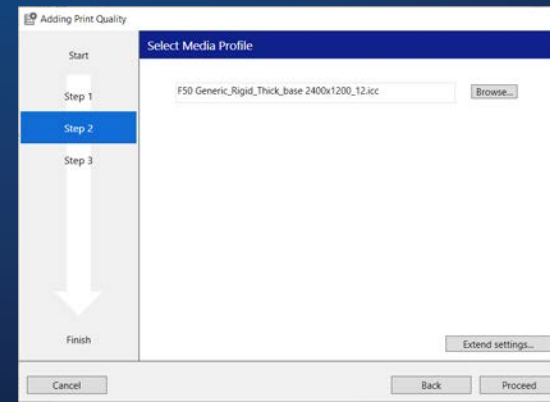 Adding Print Quality
Start
Step 1
Step 2
Step 3
Finish
Select Media Profile
F50 Generic_Rigid_Thick_base 2400x1200_12.icc
Browse...
Extend settings...
Cancel
Back
Proceed